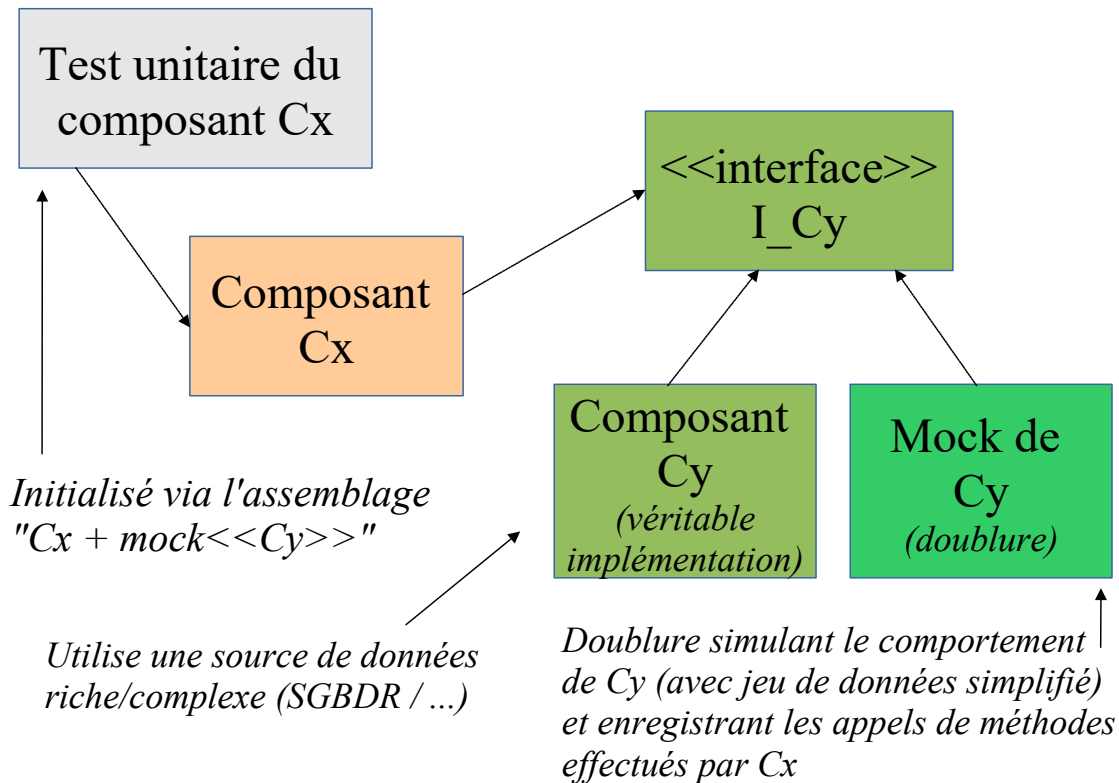 Test unitaire du
composant Cx
<<interface>>
I_Cy
Composant
Cx
Composant
Cy
(véritable
implémentation)
Mock de
Cy
(doublure)
Initialisé via l'assemblage
"Cx + mock<<Cy>>"
Utilise une source de données
riche/complexe (SGBDR / ...)
Doublure simulant le comportement
de Cy (avec jeu de données simplifié)
et enregistrant les appels de méthodes
effectués par Cx